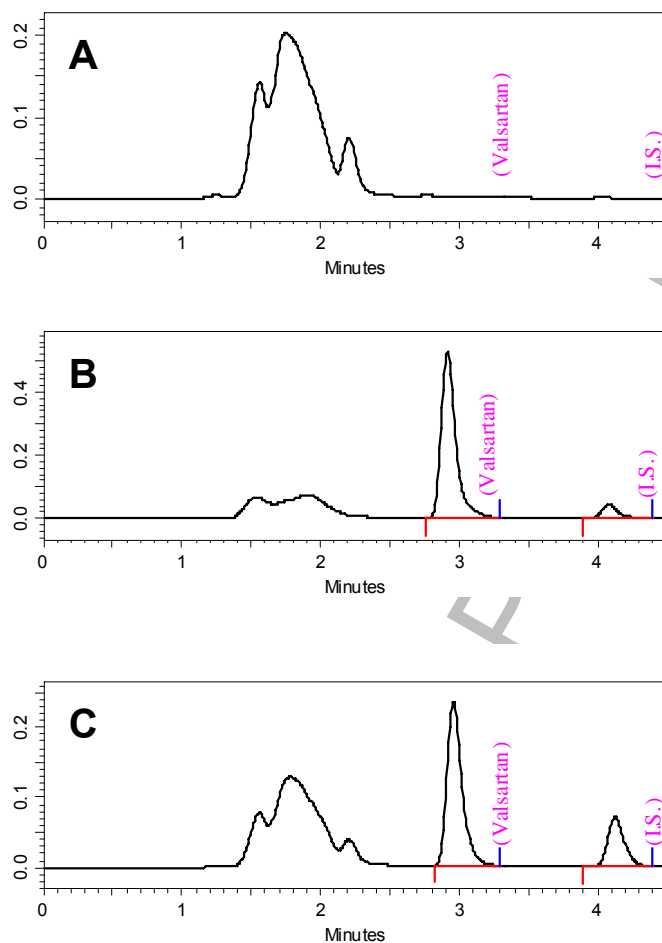 A
0.2
0.1
0.0
(Valsartan)
(I.S.)
0 1 2 3 4
Minutes
B
0.4
0.2
0.0
(Valsartan)
(I.S.)
0 1 2 3 4
Minutes
C
0.2
0.1
0.0
(Valsartan)
(I.S.)
0 1 2 3 4
Minutes